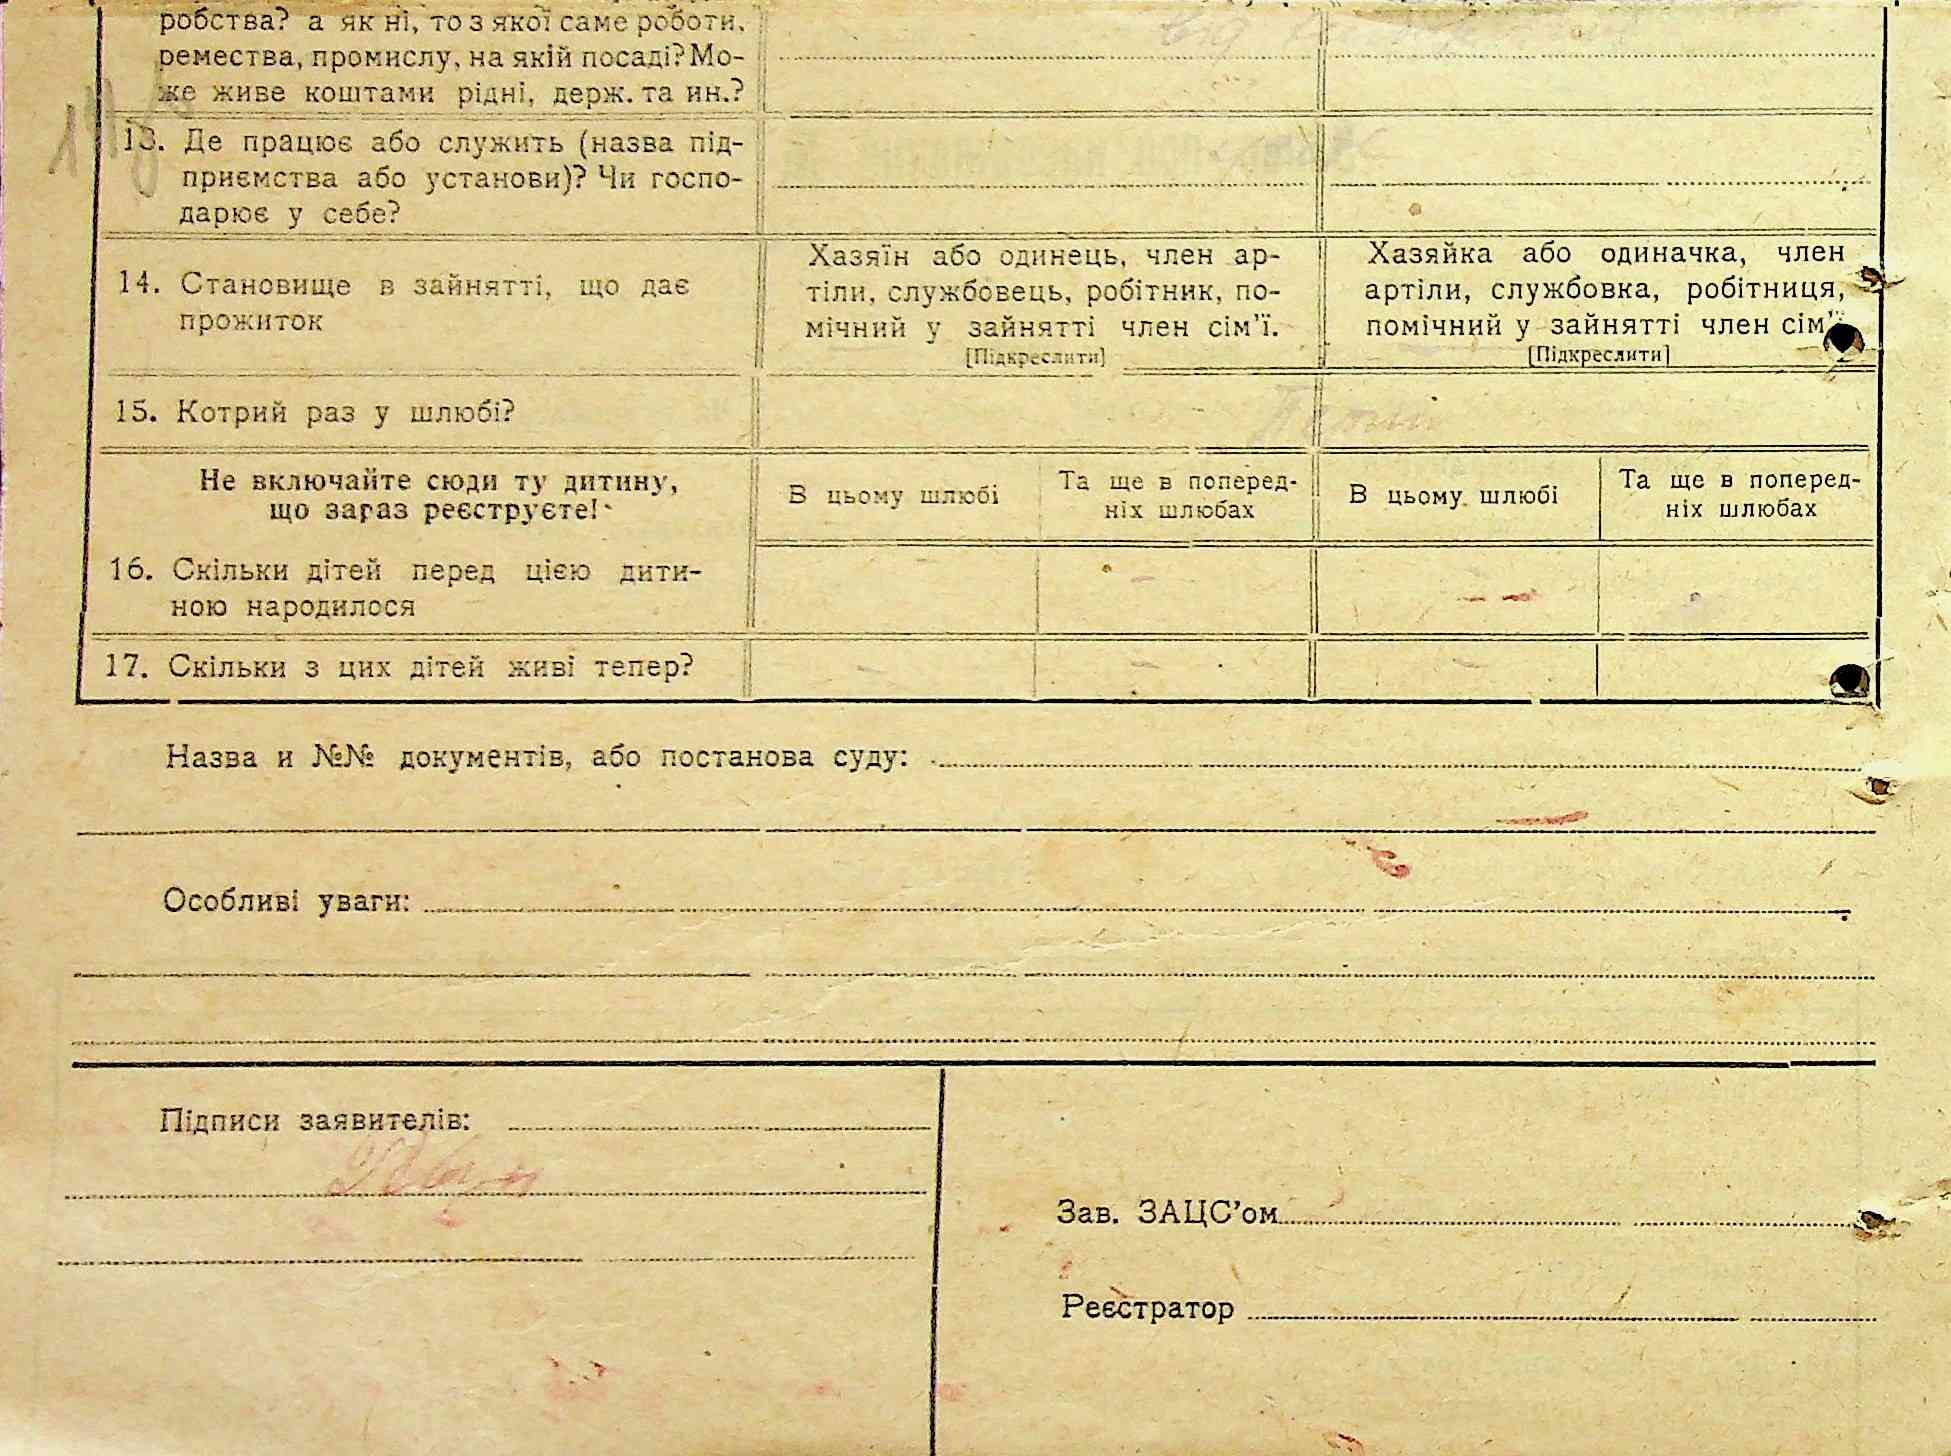 робства? а як ні, то з якої саме роботи,
ремества, промислу, на якій посаді? Мо-
же живе коштами рідні, держ. та ин.?
13. Де працює або служить (назва під-
приємства або установи)? Чи госпо-
дарює у себе?
14. Становище в зайнятті, що дає
прожиток
Хазяїн або одинець, член ар-
тіли, службовець, робітник, по-
мічний у зайнятті член сім'ї.
[Підкреслити]
Хазяйка або одиначка, член
артіли, службовка, робітниця,
помічний у зайнятті член сім'ї
[Підкреслити]
15. Котрий раз у шлюбі?
Не включайте сюди ту дитину,
що зараз реєструєте!
В цьому шлюбі
Та ще в поперед-
ніх шлюбах
В цьому шлюбі
Та ще в поперед-
ніх шлюбах
16. Скільки дітей перед цією дити-
ною народилося
17. Скільки з цих дітей живі тепер?
Назва и №№ документів, або постанова суду:
Особливі уваги:
Підписи заявителів:
Зав. ЗАЦС'ом
Реєстратор